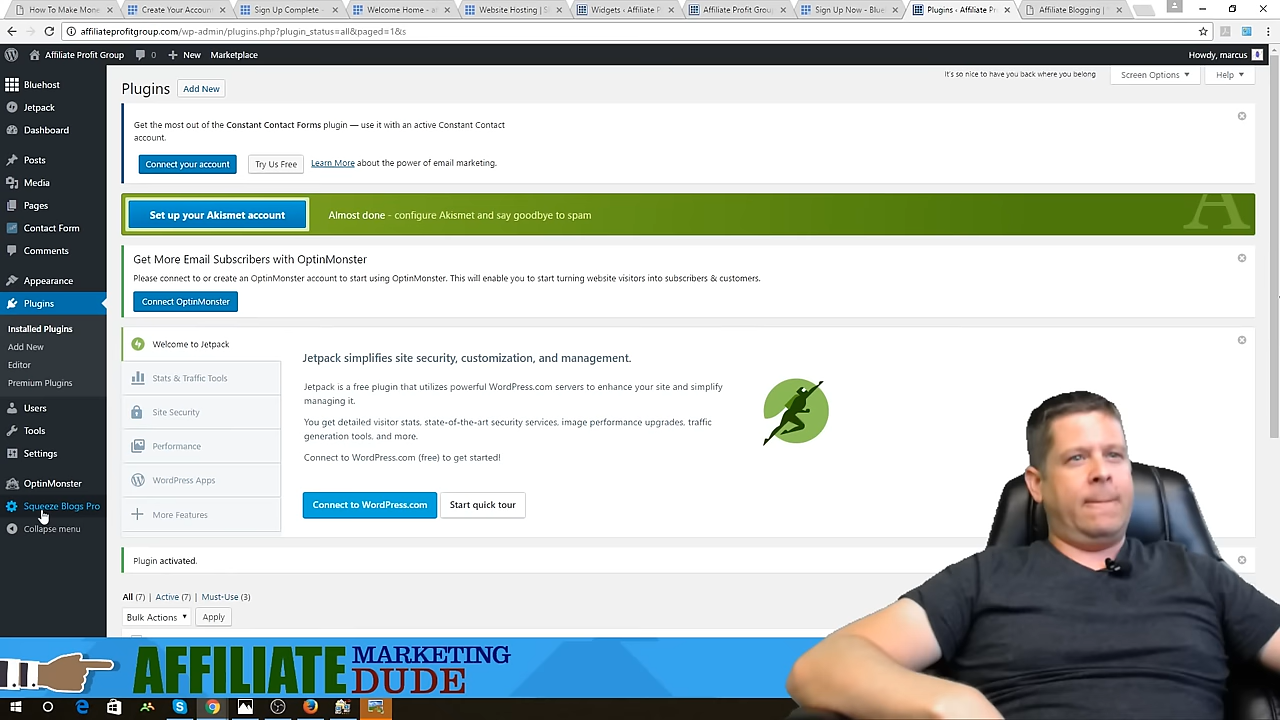 How To Make Mone
Create Your Accoun
Sign Up Complete -
Welcome Home - a
Website Hosting | S
Widgets ‹ Affiliate P
Affiliate Profit Group
Sign Up Now - Blue
Plugins ‹ Affiliate Pr
Affiliate Blogging |
affiliateprofitgroup.com/wp-admin/plugins.php?plugin_status=all&paged=1&s
Affiliate Profit Group
0
New
Marketplace
Howdy, marcus
Bluehost
Jetpack
Dashboard
Posts
Media
Pages
Contact Form
Comments
Appearance
Plugins
Installed Plugins
Add New
Editor
Premium Plugins
Users
Tools
Settings
OptinMonster
Squeeze Blogs Pro
Collapse menu
It's so nice to have you back where you belong
Screen Options
Help
Plugins
Add New
Get the most out of the Constant Contact Forms plugin — use it with an active Constant Contact
account.
Connect your account
Try Us Free
Learn More about the power of email marketing.
Set up your Akismet account
Almost done - configure Akismet and say goodbye to spam
A
Get More Email Subscribers with OptinMonster
Please connect to or create an OptinMonster account to start using OptinMonster. This will enable you to start turning website visitors into subscribers & customers.
Connect OptinMonster
Welcome to Jetpack
Stats & Traffic Tools
Site Security
Performance
WordPress Apps
More Features
Jetpack simplifies site security, customization, and management.
Jetpack is a free plugin that utilizes powerful WordPress.com servers to enhance your site and simplify
managing it.
You get detailed visitor stats, state-of-the-art security services, image performance upgrades, traffic
generation tools, and more.
Connect to WordPress.com (free) to get started!
Connect to WordPress.com
Start quick tour
Plugin activated.
All (7) | Active (7) | Must-Use (3)
Bulk Actions
Apply
AFFILIATE MARKETING DUDE